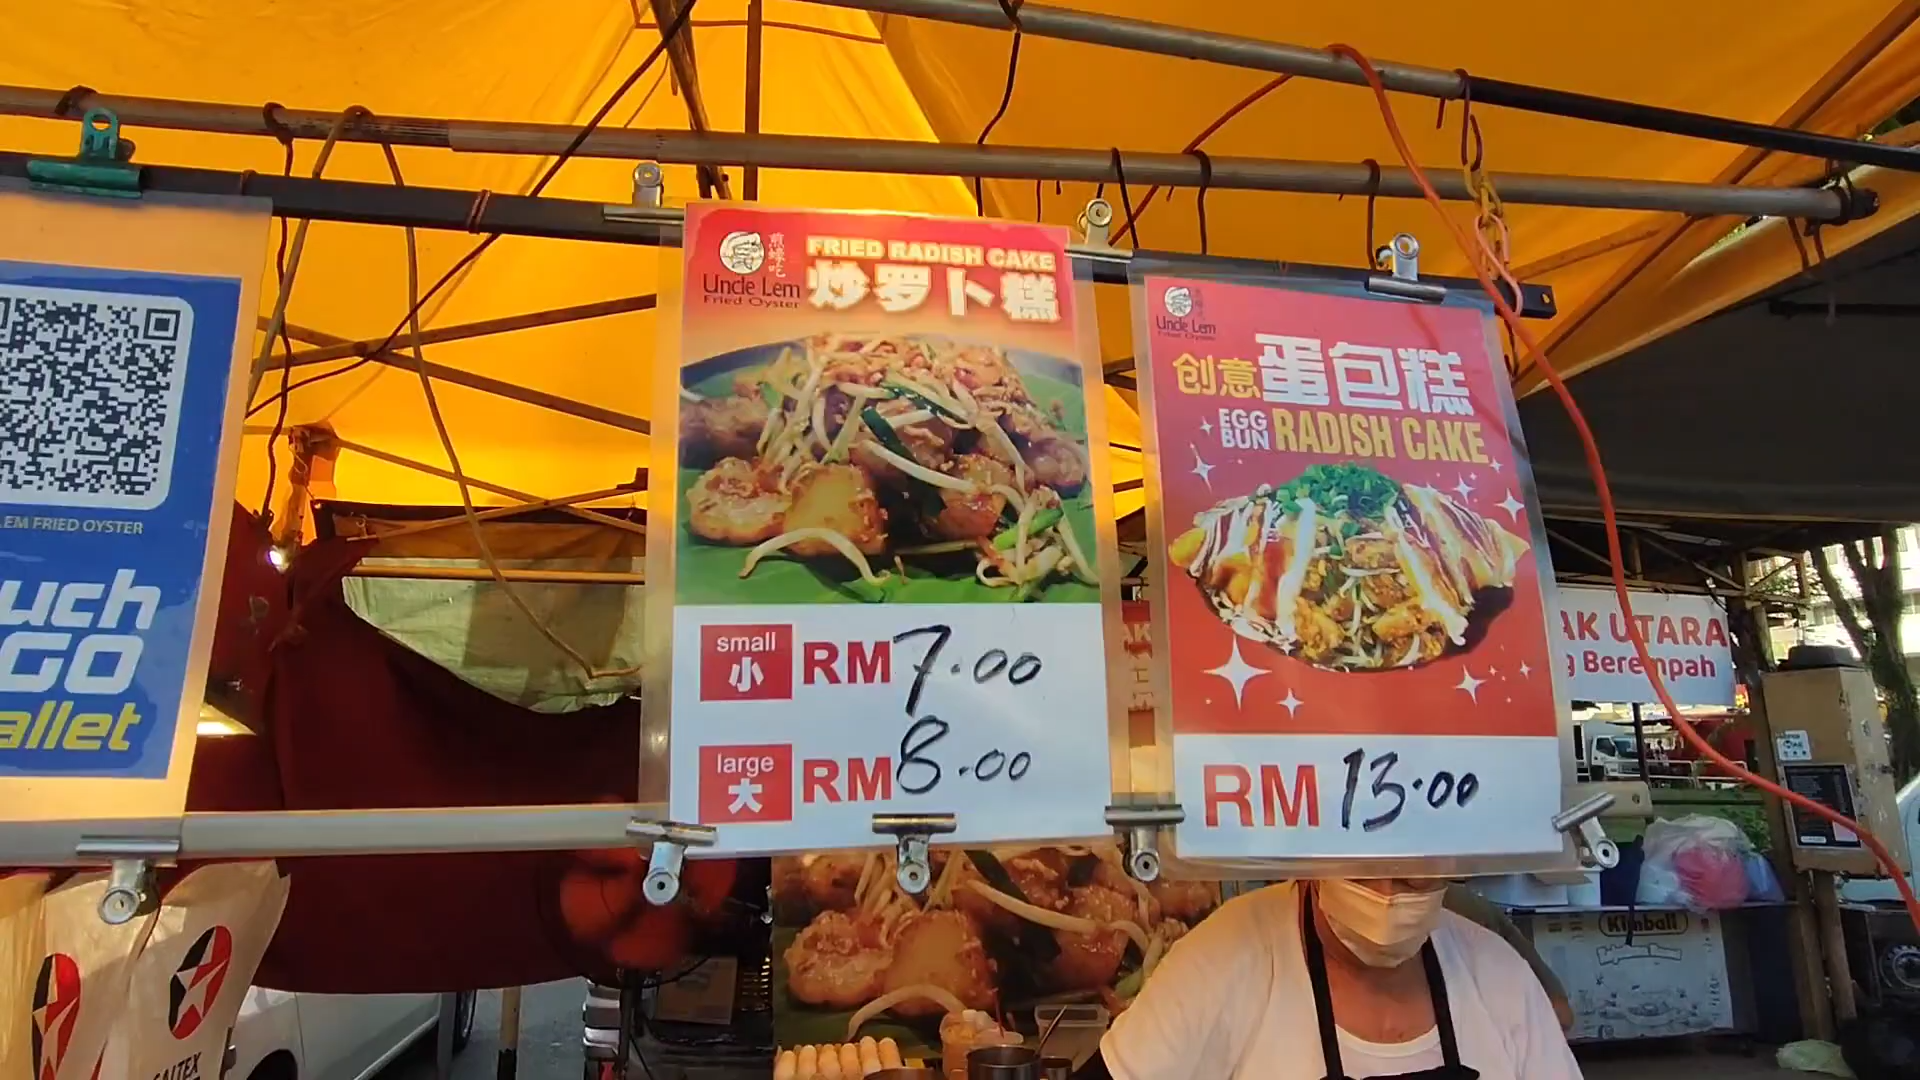 EM FRIED OYSTER
uch
GO
allet
煎蠔吃
Uncle Lem
Fried Oyster
FRIED RADISH CAKE
炒罗卜糕
small
小
RM 7.00
large
大
RM 8.00
Uncle Lem
Fried Oyster
创意蛋包糕
EGG
BUN
RADISH CAKE
RM 13.00
AK UTARA
g Berempah
Kimball
CALTEX